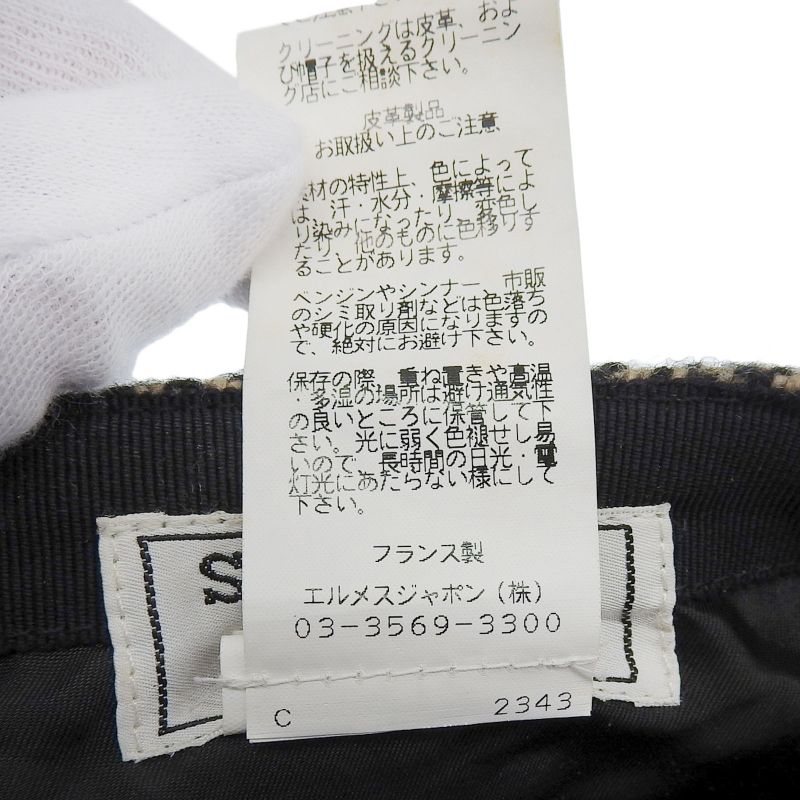 クリーニングは皮革、およ
び帽子を扱えるクリーニン
グ店にご相談下さい。
皮革製品
お取扱い上のご注意
材の特性上、色によって
は、汗・水分・摩擦等によ
り染みになったり、変色し
たり、他のものに色移りす
ることがあります。
ベンジンやシンナー、市販
のシミ取り剤などは色落ち
や硬化の原因になりますの
で、絶対にお避け下さい。
保存の際、重ね置きや高温
・多湿の場所は避け通気性
の良いところに保管して下
さい。光に弱く色褪せし易
いので、長時間の日光・電
灯光にあたらない様にして
下さい。
フランス製
エルメスジャポン(株)
03-3569-3300
C 2343
S